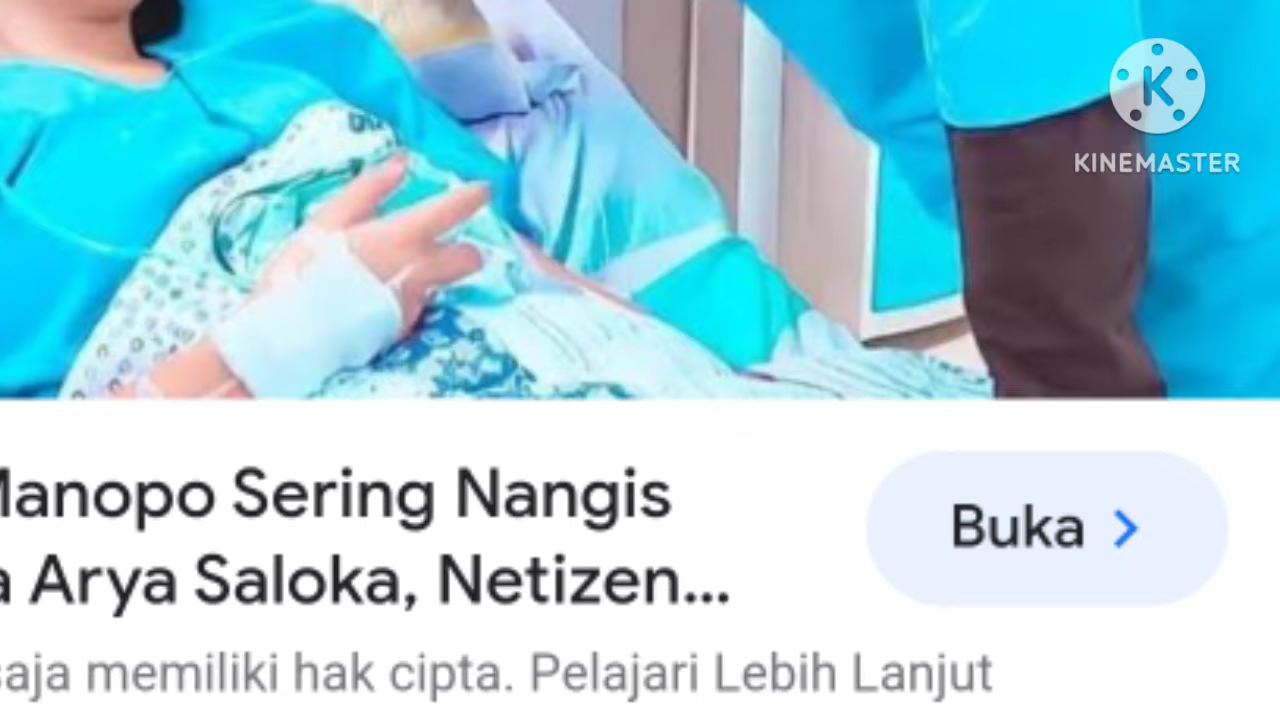 KINEMASTER
Manopo Sering Nangis
a Arya Saloka, Netizen...
Buka
saja memiliki hak cipta. Pelajari Lebih Lanjut